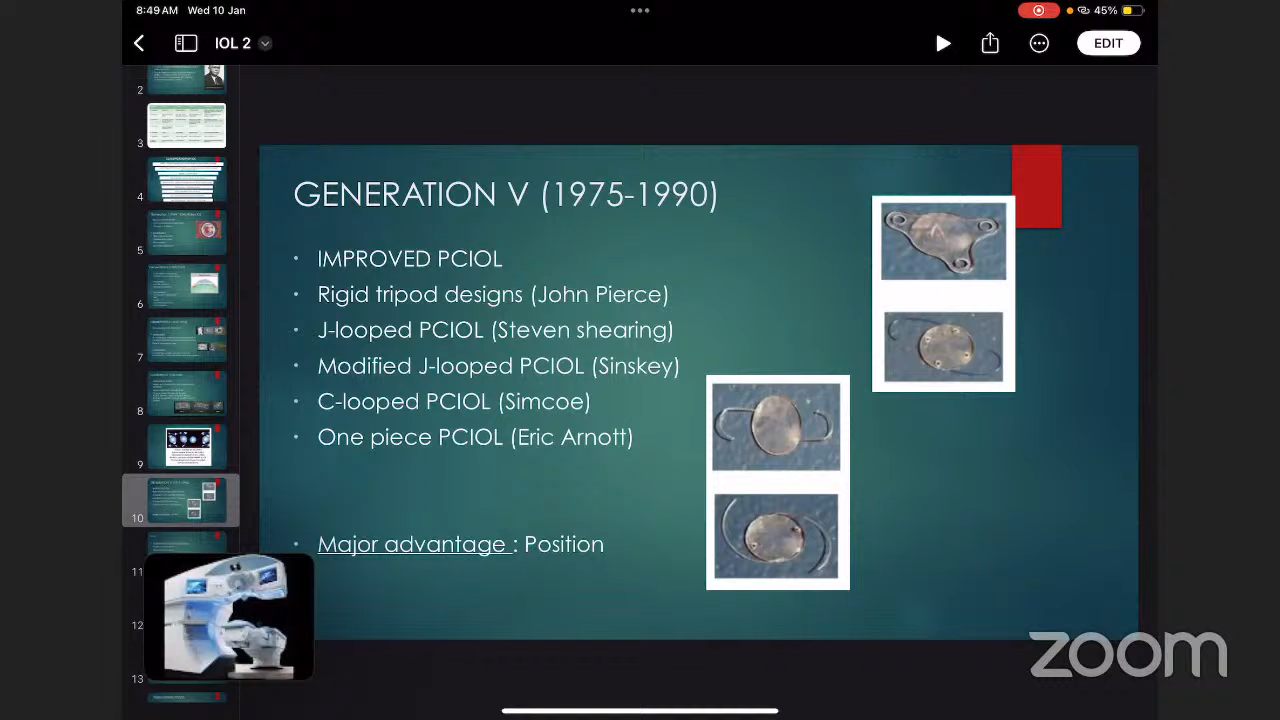 8:49 AM Wed 10 Jan
45%
IOL 2
EDIT
2
3
4
5
6
7
8
9
10
11
12
13
GENERATION V (1975-1990)
• IMPROVED PCIOL
• Rigid tripot designs (John Pierce)
• J-looped PCIOL (Steven shearing)
• Modified J-looped PCIOL (Sinskey)
• C-looped PCIOL (Simcoe)
• One piece PCIOL (Eric Arnott)
• Major advantage : Position
zoom